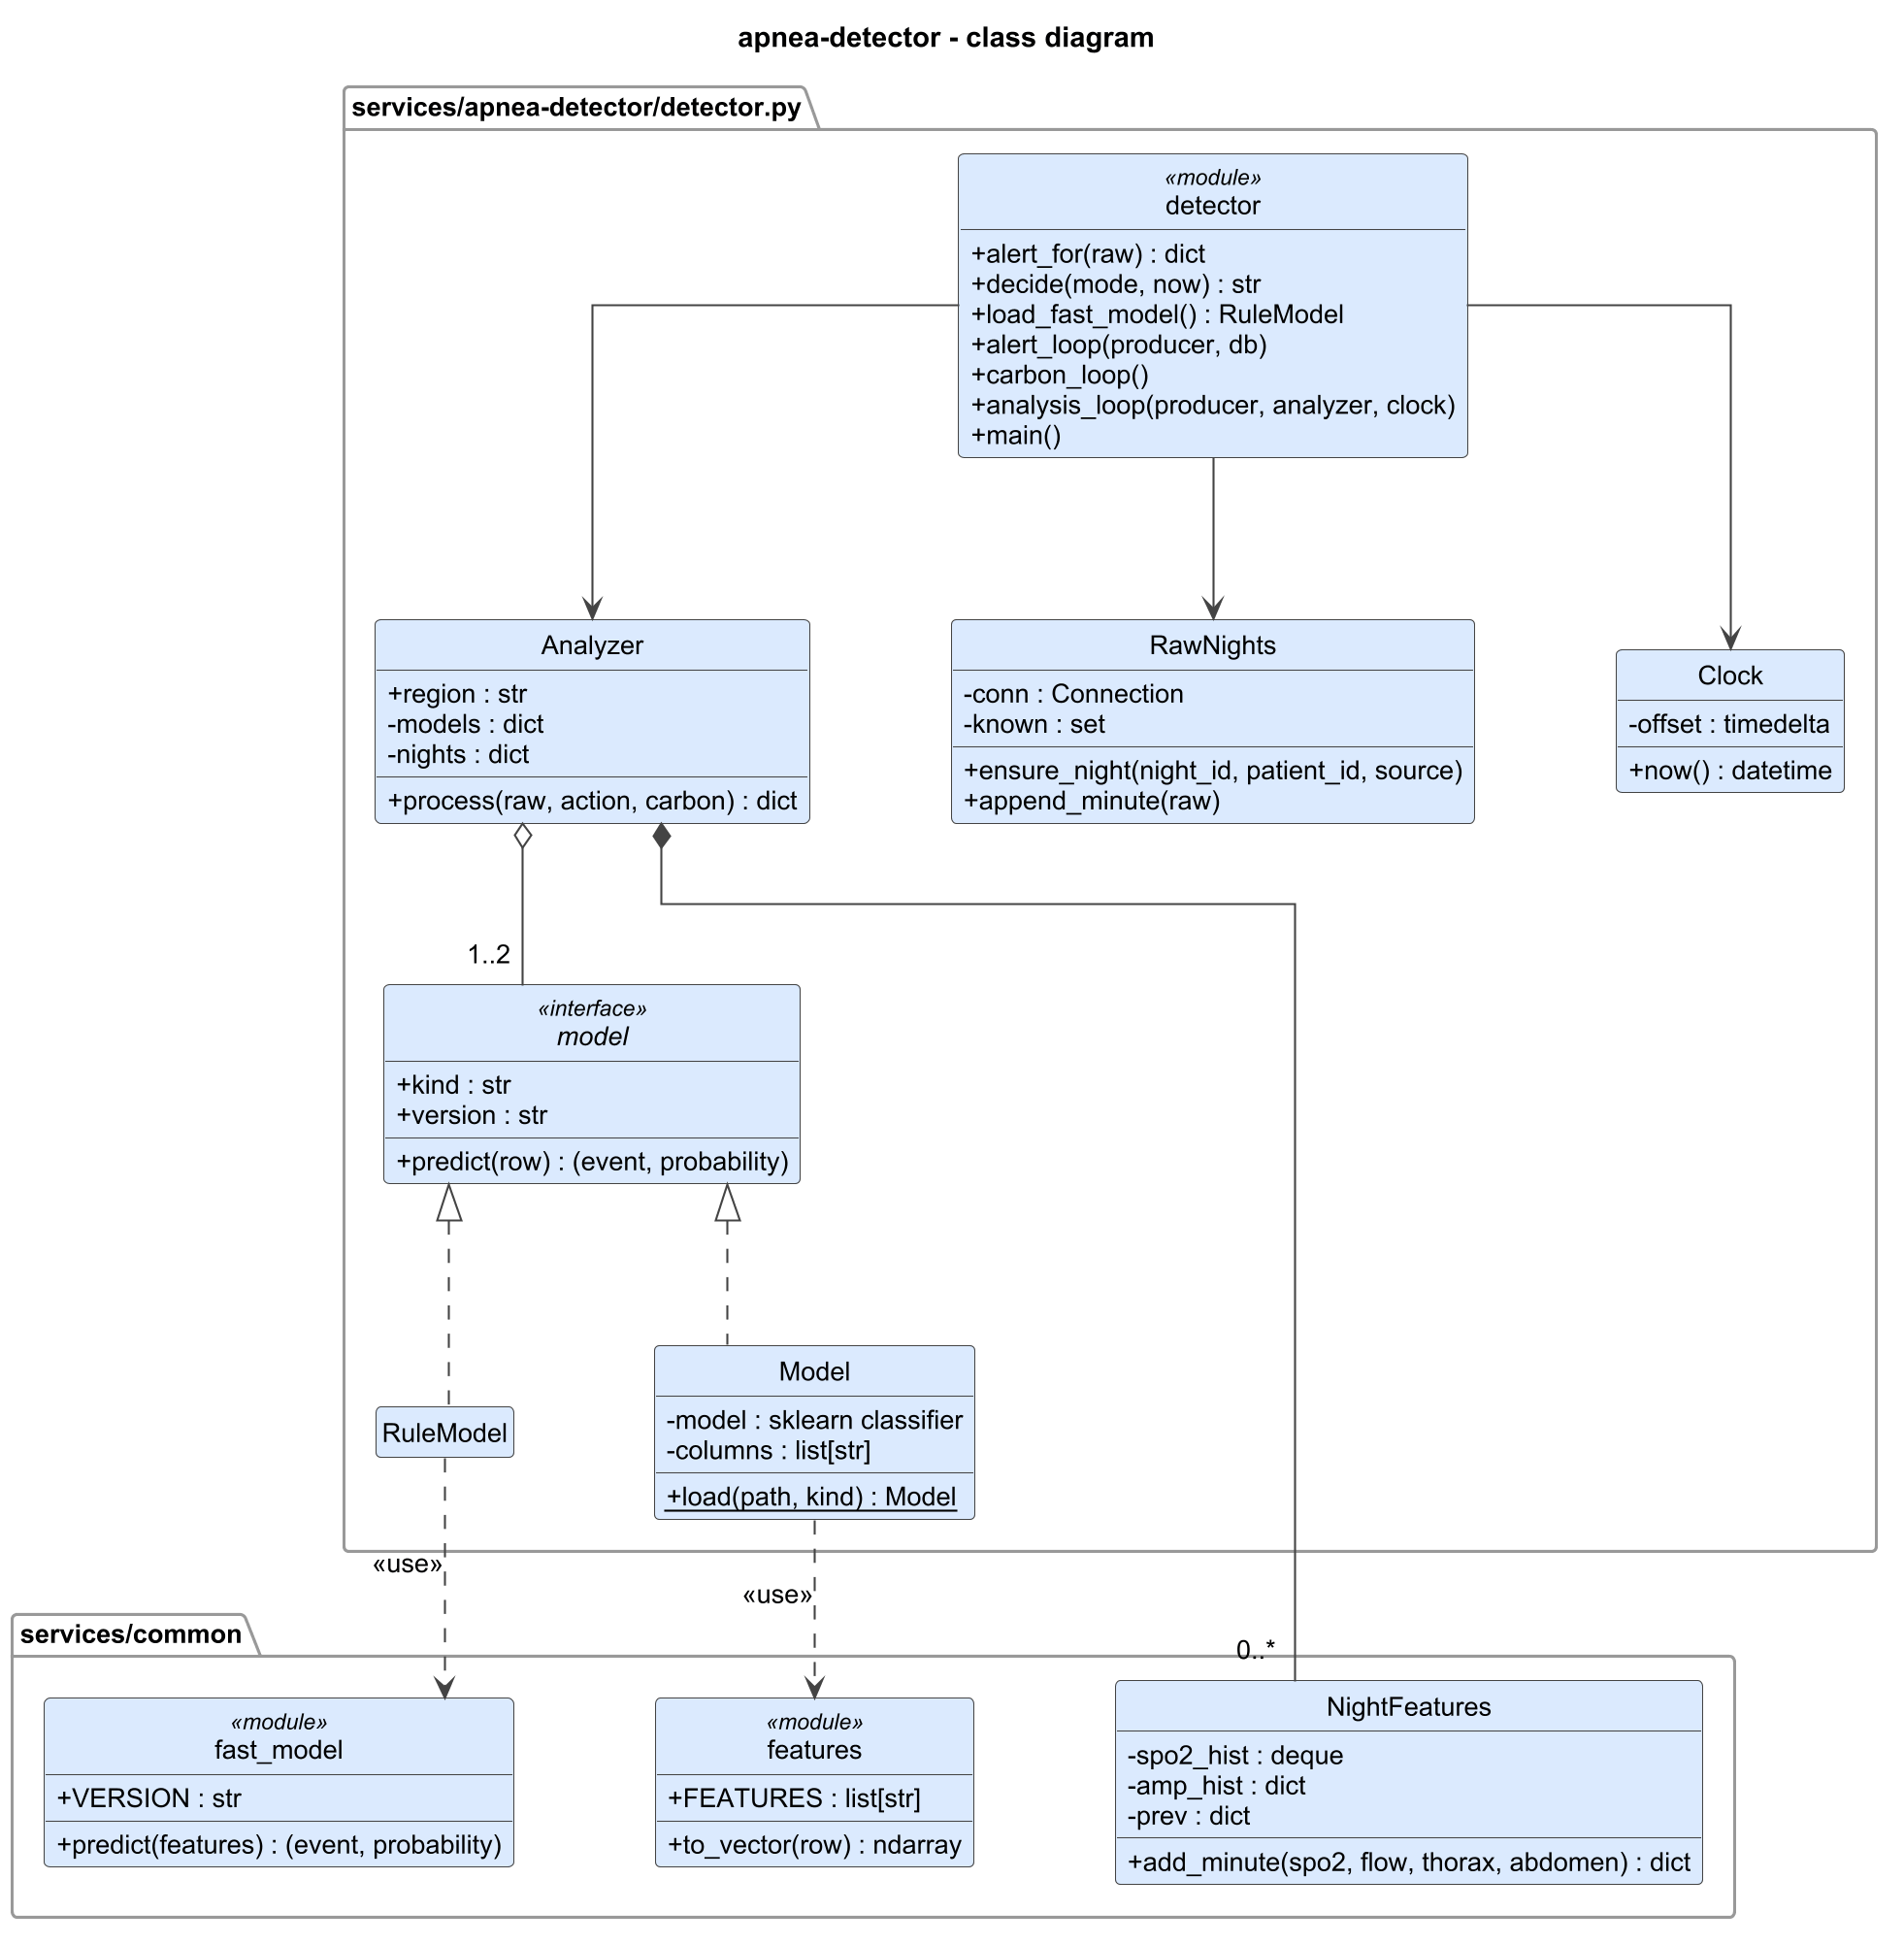 apnea-detector - class diagram
services/apnea-detector/detector.py
«module»
detector
+alert_for(raw) : dict
+decide(mode, now) : str
+load_fast_model() : RuleModel
+alert_loop(producer, db)
+carbon_loop()
+analysis_loop(producer, analyzer, clock)
+main()
Analyzer
+region : str
-models : dict
-nights : dict
+process(raw, action, carbon) : dict
RawNights
-conn : Connection
-known : set
+ensure_night(night_id, patient_id, source)
+append_minute(raw)
Clock
-offset : timedelta
+now() : datetime
1..2
«interface»
model
+kind : str
+version : str
+predict(row) : (event, probability)
RuleModel
Model
-model : sklearn classifier
-columns : list[str]
+load(path, kind) : Model
«use»
«use»
services/common
0..*
«module»
fast_model
+VERSION : str
+predict(features) : (event, probability)
«module»
features
+FEATURES : list[str]
+to_vector(row) : ndarray
NightFeatures
-spo2_hist : deque
-amp_hist : dict
-prev : dict
+add_minute(spo2, flow, thorax, abdomen) : dict